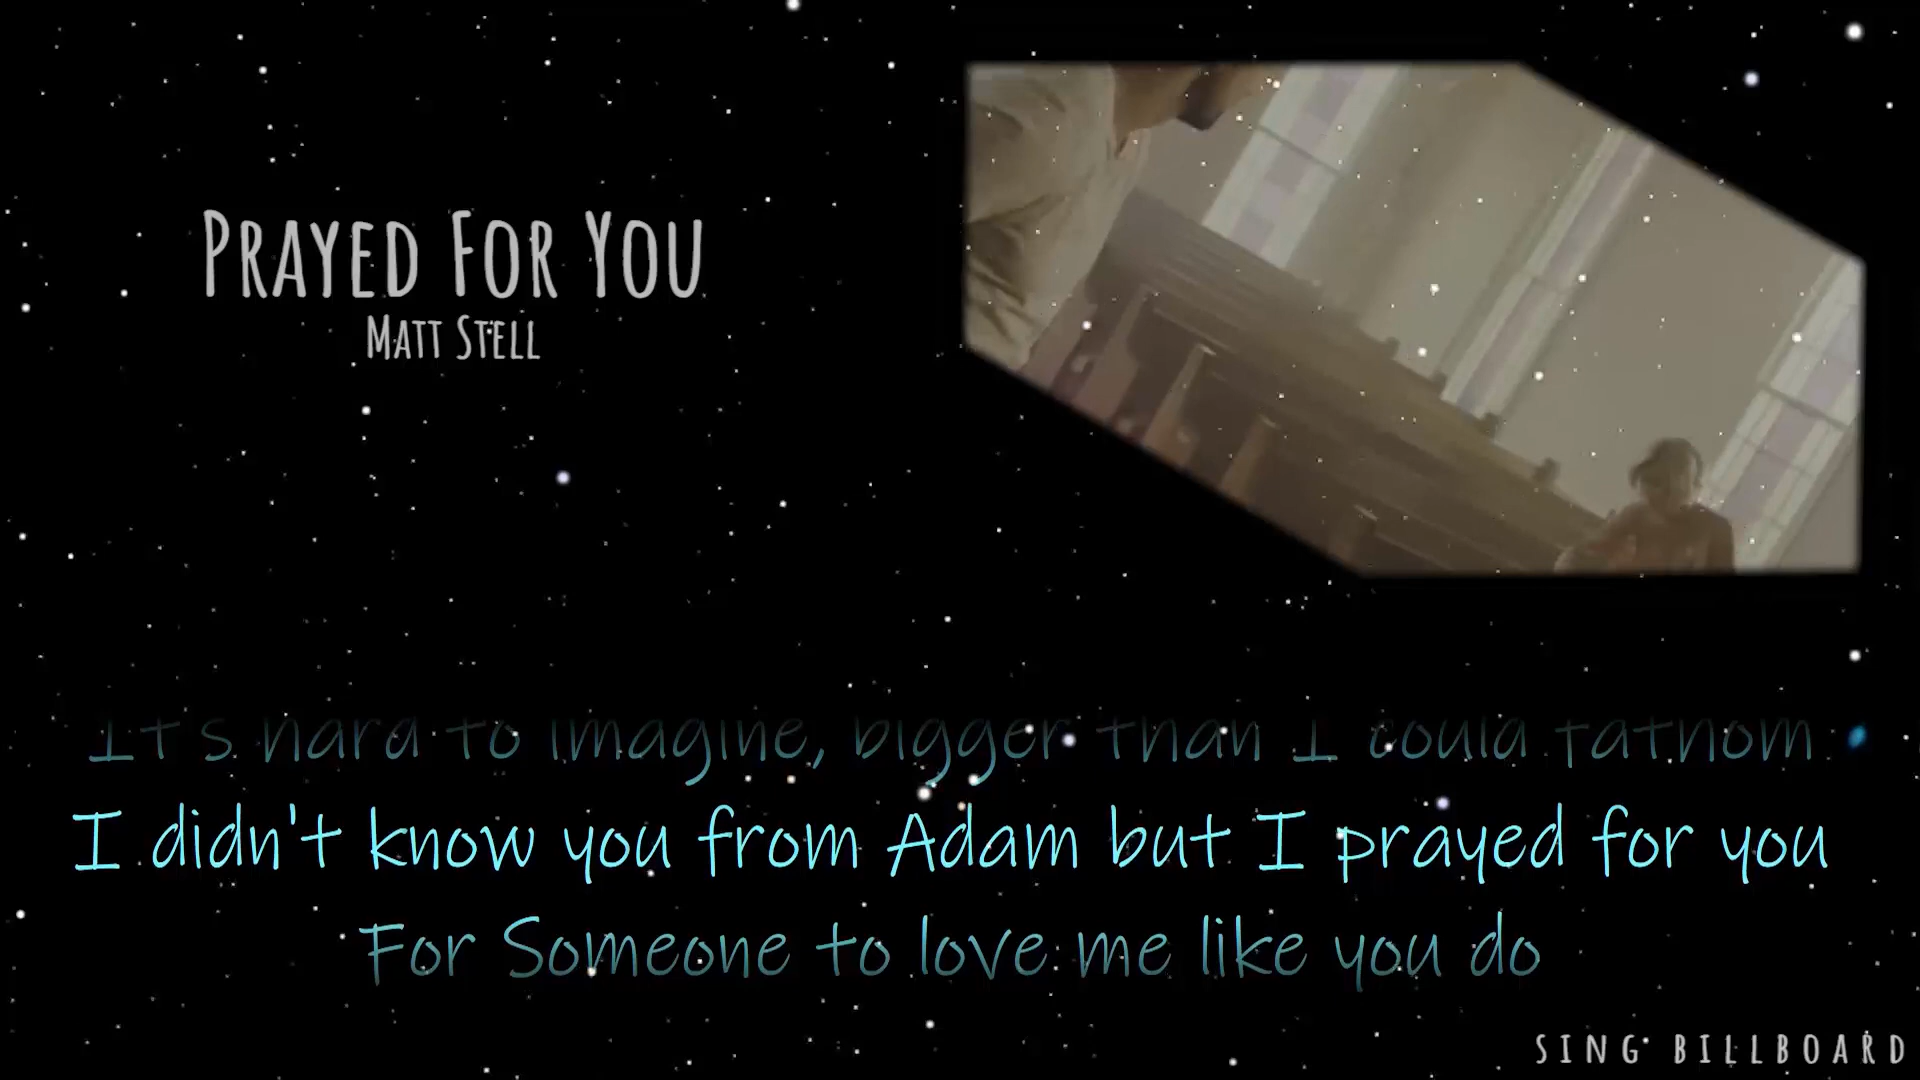 Prayed For You
Matt Stell
It's hard to imagine, bigger than I could fathom
I didn't know you from Adam but I prayed for you
For Someone to love me like you do
SING BILLBOARD